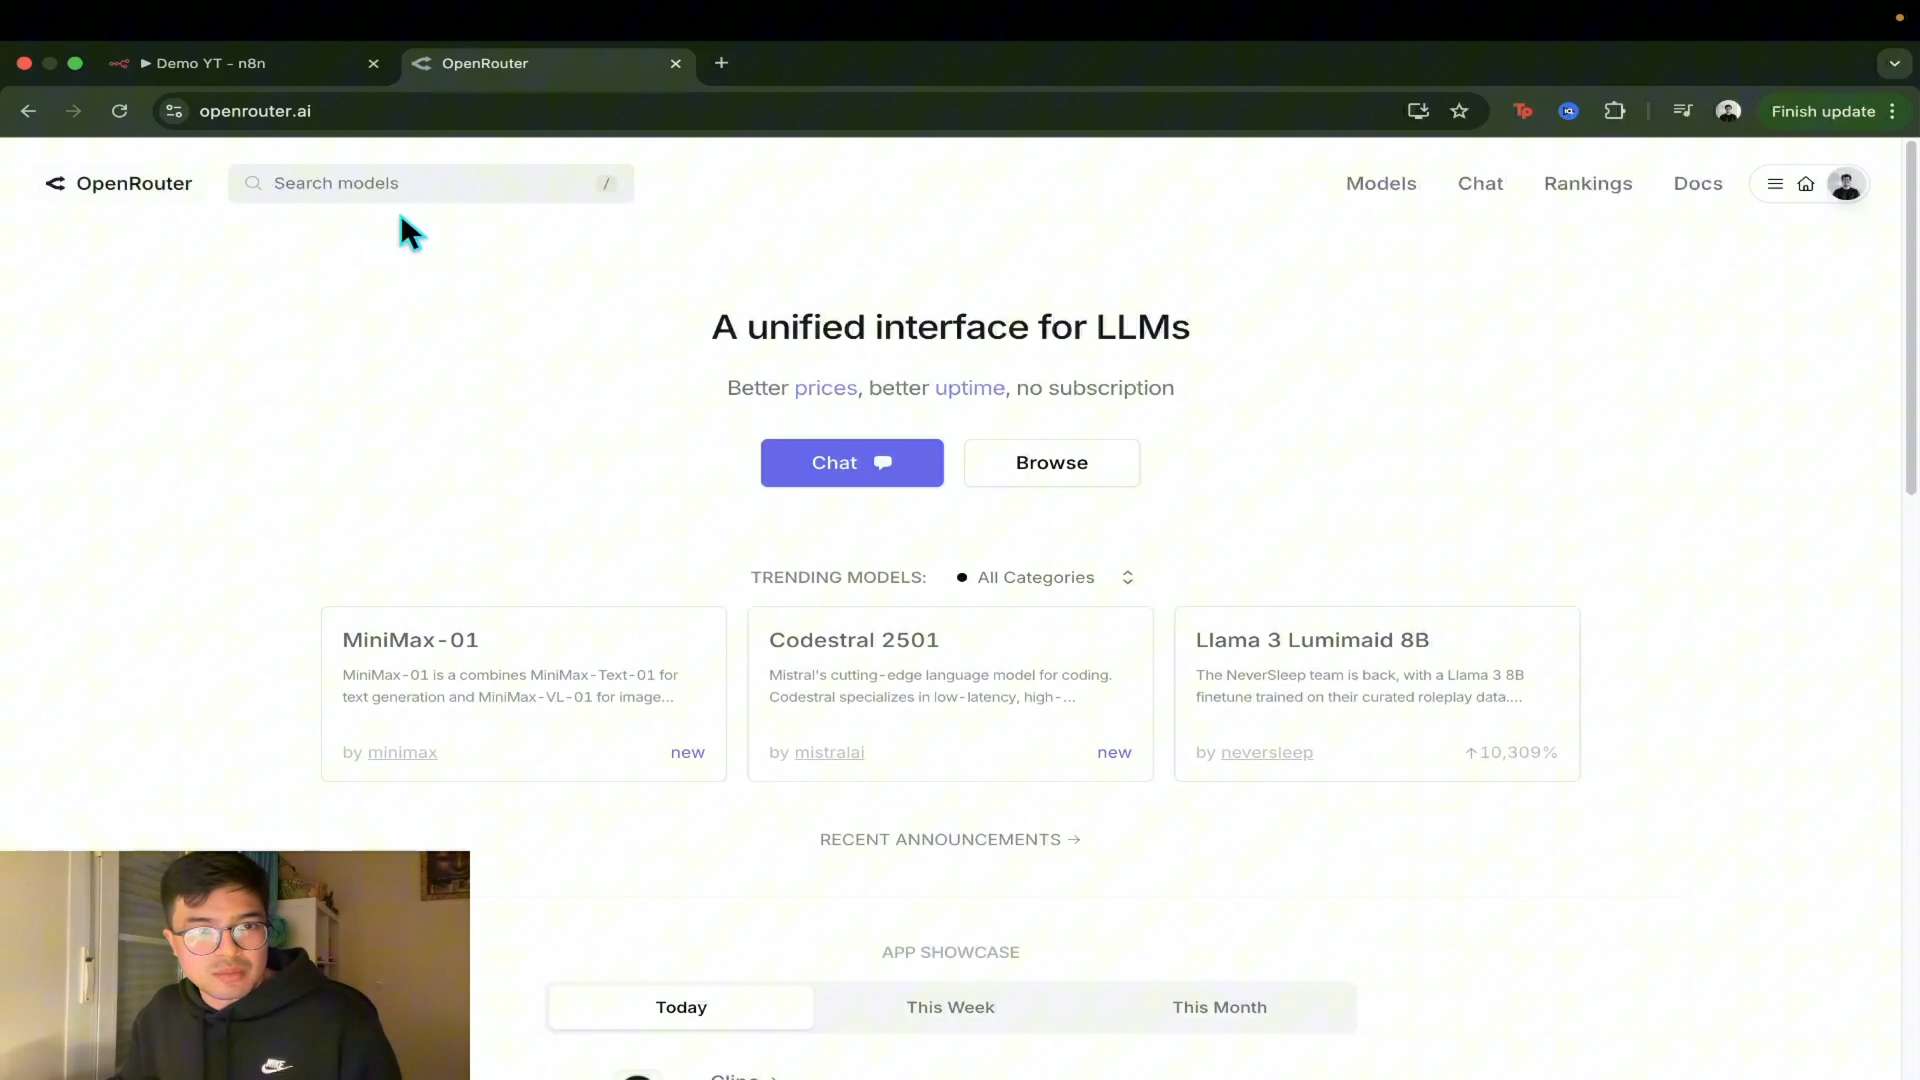 Demo YT - n8n
OpenRouter
openrouter.ai
Tp
IQ
Finish update
OpenRouter
Search models
/
Models
Chat
Rankings
Docs
A unified interface for LLMs
Better prices, better uptime, no subscription
Chat
Browse
TRENDING MODELS:
All Categories
MiniMax-01
MiniMax-01 is a combines MiniMax-Text-01 for
text generation and MiniMax-VL-01 for image...
by minimax
new
Codestral 2501
Mistral's cutting-edge language model for coding.
Codestral specializes in low-latency, high-...
by mistralai
new
Llama 3 Lumimaid 8B
The NeverSleep team is back, with a Llama 3 8B
finetune trained on their curated roleplay data....
by neversleep
↑10,309%
RECENT ANNOUNCEMENTS →
APP SHOWCASE
Today
This Week
This Month
NIKE